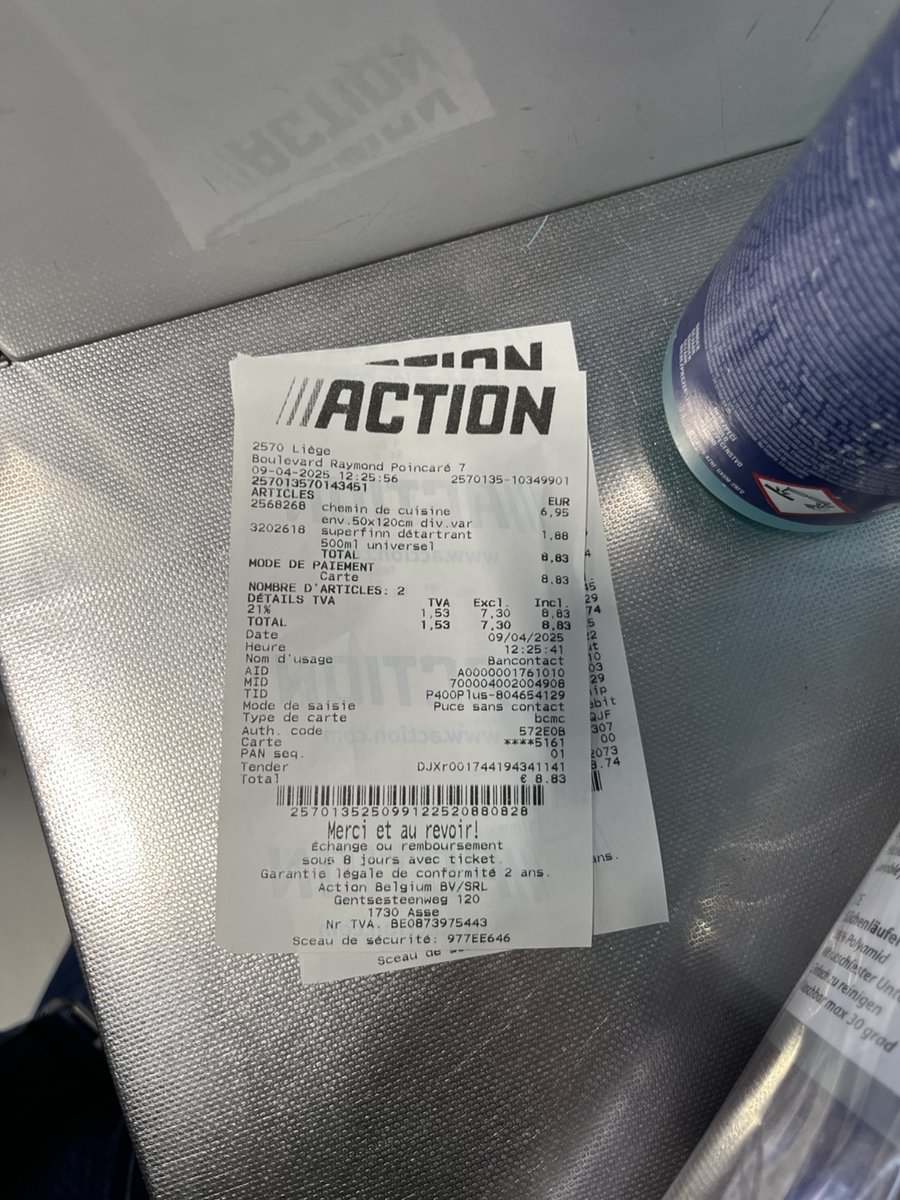 ACTION
2570 Liège
Boulevard Raymond Poincaré 7
09-04-2025 12:25:56 2570135-10349901
257013570143451
ARTICLES EUR
2568268 chemin de cuisine 6,95
env.50x120cm div.var
3202618 superfinn détartrant 1,88
500ml universel
TOTAL 8,83
MODE DE PAIEMENT
Carte 8,83
NOMBRE D'ARTICLES: 2
DÉTAILS TVA TVA Excl. Incl.
21% 1,53 7,30 8,83
TOTAL 1,53 7,30 8,83
Date 09/04/2025
Heure 12:25:41
Nom d'usage Bancontact
AID A0000001761010
MID 700004002004908
TID P400Plus-804654129
Mode de saisie Puce sans contact
Type de carte bcmc
Auth. code 572E0B
Carte ****5161
PAN seq. 01
Tender DJXr001744194341141
Total € 8.83
257013525099122520880828
Merci et au revoir!
Échange ou remboursement
sous 8 jours avec ticket.
Garantie légale de conformité 2 ans.
Action Belgium BV/SRL
Gentsesteenweg 120
1730 Asse
Nr TVA. BE0873975443
Sceau de sécurité: 977EE646
Sceau de
ans.
max 30 grad